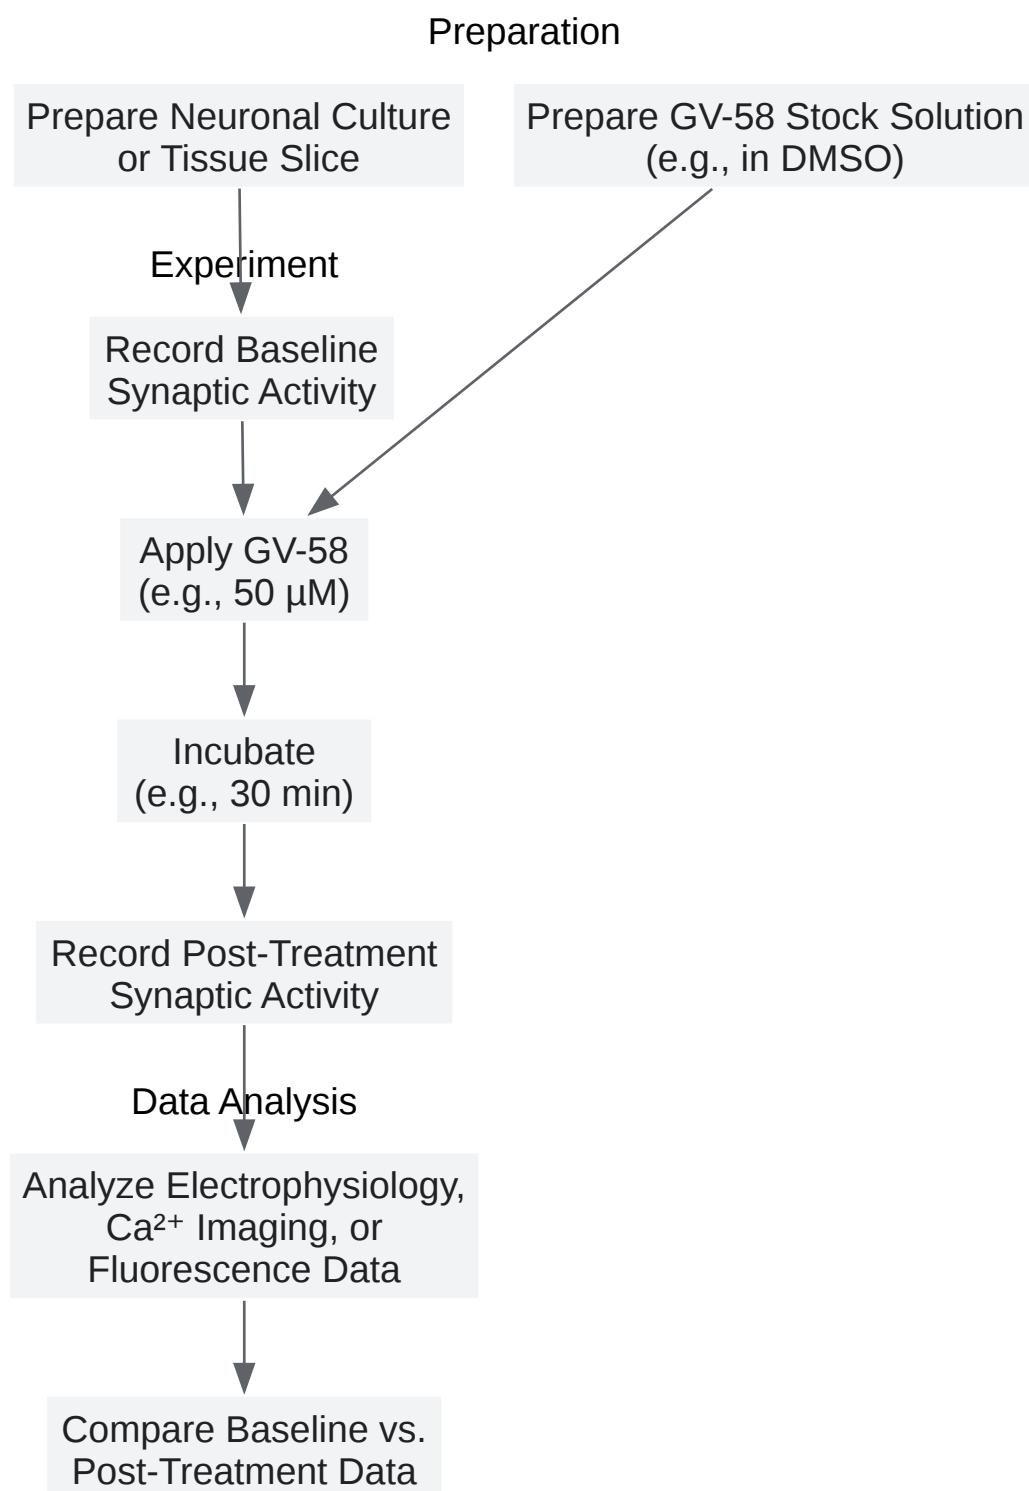 Preparation
Prepare Neuronal Culture
or Tissue Slice
Prepare GV-58 Stock Solution
(e.g., in DMSO)
Experiment
Record Baseline
Synaptic Activity
Apply GV-58
(e.g., 50 µM)
Incubate
(e.g., 30 min)
Record Post-Treatment
Synaptic Activity
Data Analysis
Analyze Electrophysiology,
Ca²⁺ Imaging, or
Fluorescence Data
Compare Baseline vs.
Post-Treatment Data